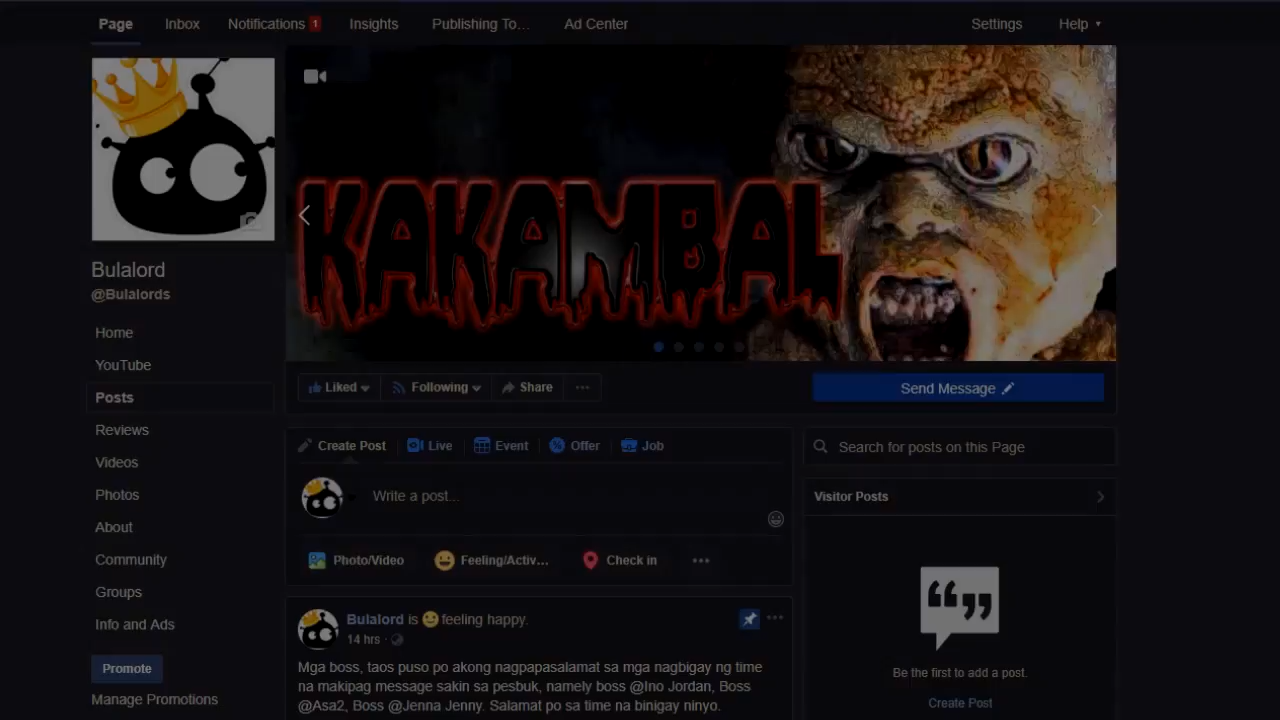 Page Inbox Notifications 1 Insights Publishing To... Ad Center Settings Help
KAKAMBAL
Bulalord
@Bulalords
Home
YouTube
Posts
Reviews
Videos
Photos
About
Community
Groups
Info and Ads
Promote
Manage Promotions
Liked Following Share ...
Send Message
Create Post Live Event Offer Job
Write a post...
Photo/Video Feeling/Activ... Check in ...
Bulalord is feeling happy.
14 hrs ·
Mga boss, taos puso po akong nagpapasalamat sa mga nagbigay ng time
na makipag message sakin sa pesbuk, namely boss @Ino Jordan, Boss
@Asa2, Boss @Jenna Jenny. Salamat po sa time na binigay ninyo.
Search for posts on this Page
Visitor Posts
Be the first to add a post.
Create Post